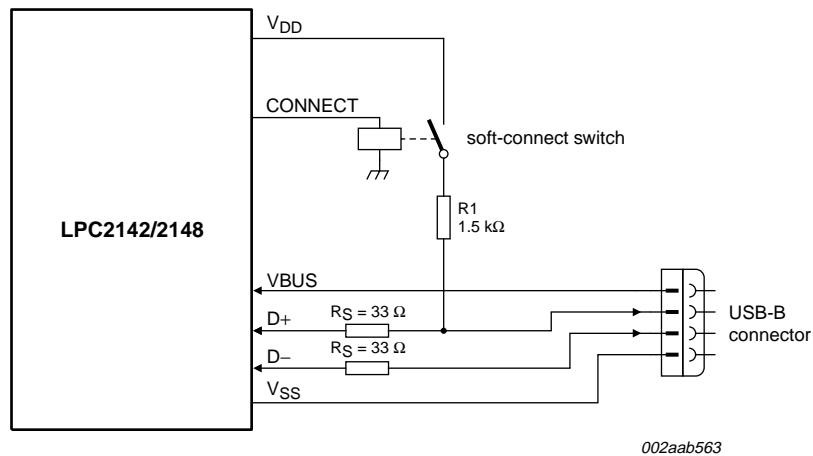 VDD
CONNECT
soft-connect switch
R1
1.5 kΩ
LPC2142/2148
VBUS
D+
RS = 33 Ω
USB-B
connector
D−
RS = 33 Ω
VSS
002aab563